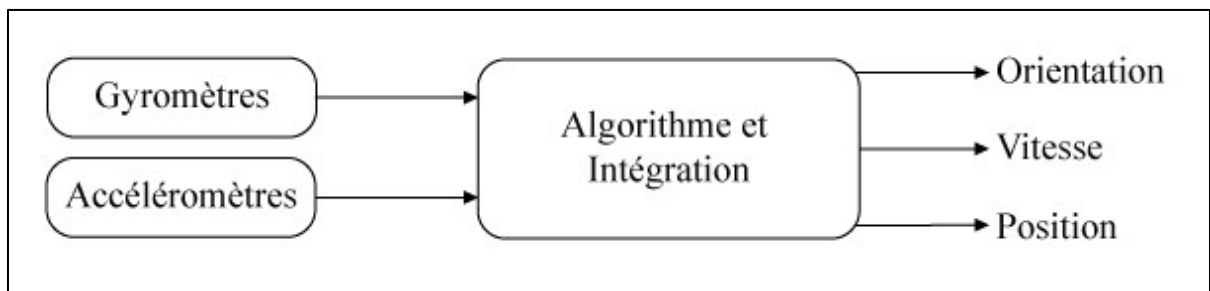 Gyromètres
Accéléromètres
Algorithme et
Intégration
Orientation
Vitesse
Position